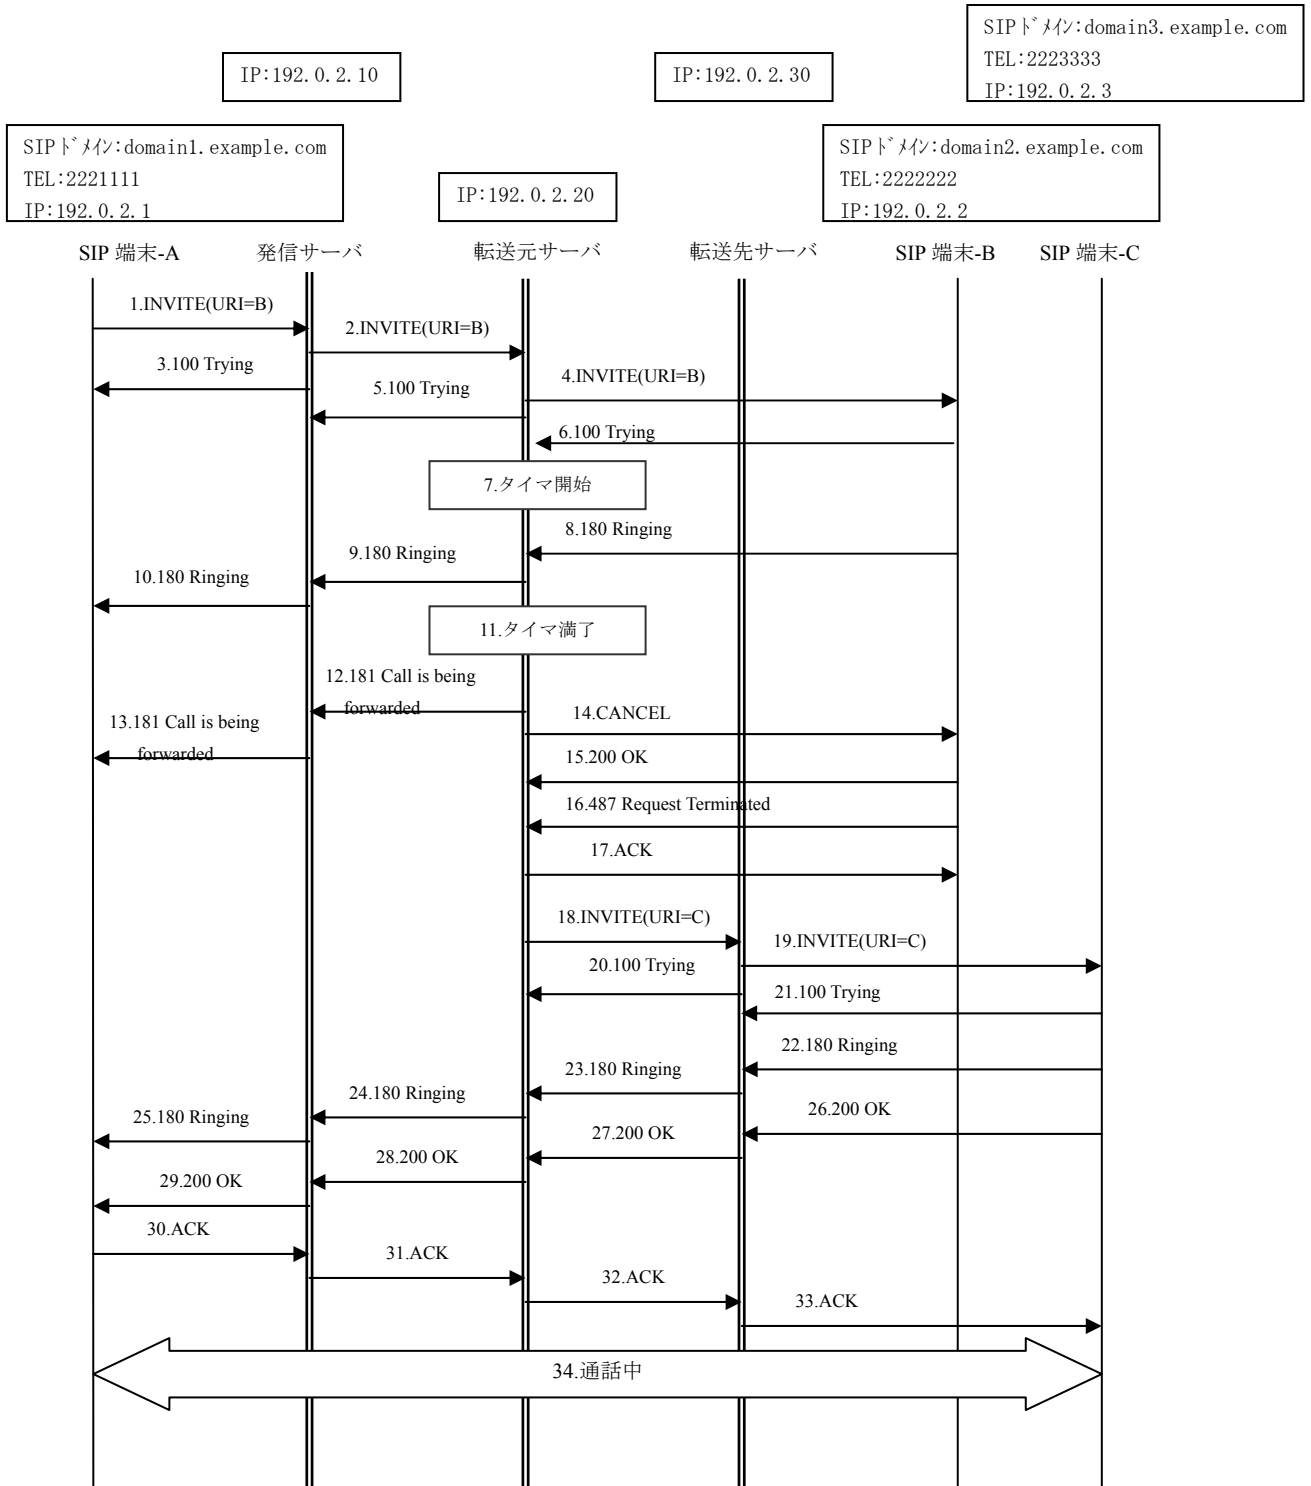 SIPﾄﾞﾒｲﾝ:domain3.example.com
TEL:2223333
IP:192.0.2.3
IP:192.0.2.10
IP:192.0.2.30
SIPﾄﾞﾒｲﾝ:domain1.example.com
TEL:2221111
IP:192.0.2.1
IP:192.0.2.20
SIPﾄﾞﾒｲﾝ:domain2.example.com
TEL:2222222
IP:192.0.2.2
SIP 端末-A
発信サーバ
転送元サーバ
転送先サーバ
SIP 端末-B
SIP 端末-C
1.INVITE(URI=B)
2.INVITE(URI=B)
3.100 Trying
4.INVITE(URI=B)
5.100 Trying
6.100 Trying
7.タイマ開始
8.180 Ringing
9.180 Ringing
10.180 Ringing
11.タイマ満了
12.181 Call is being
forwarded
13.181 Call is being
forwarded
14.CANCEL
15.200 OK
16.487 Request Terminated
17.ACK
18.INVITE(URI=C)
19.INVITE(URI=C)
20.100 Trying
21.100 Trying
22.180 Ringing
23.180 Ringing
24.180 Ringing
25.180 Ringing
26.200 OK
27.200 OK
28.200 OK
29.200 OK
30.ACK
31.ACK
32.ACK
33.ACK
34.通話中